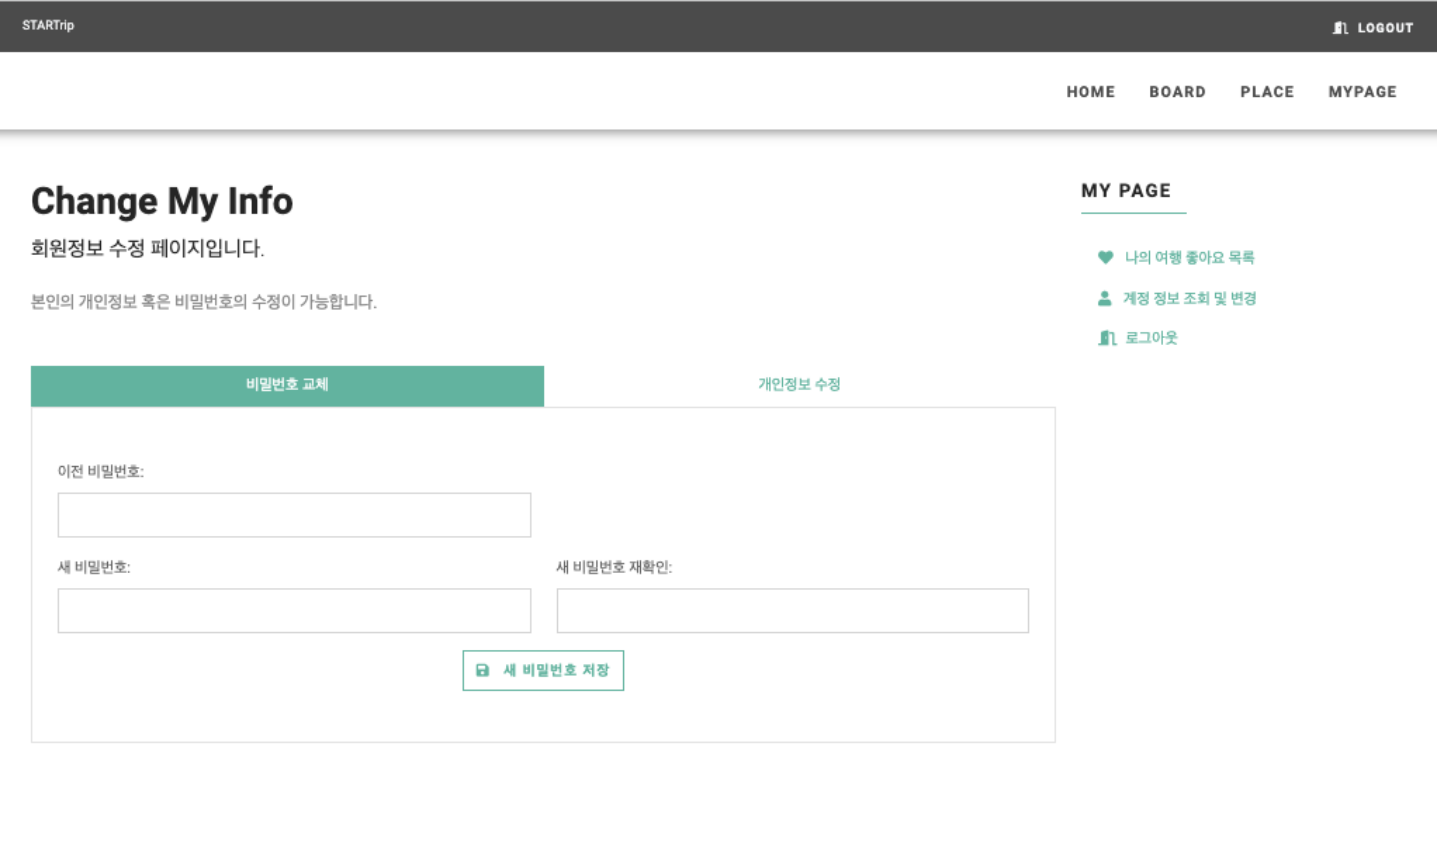 STARTrip
LOGOUT
HOME BOARD PLACE MYPAGE
Change My Info
회원정보 수정 페이지입니다.
본인의 개인정보 혹은 비밀번호의 수정이 가능합니다.
비밀번호 교체 개인정보 수정
이전 비밀번호:
새 비밀번호: 새 비밀번호 재확인:
새 비밀번호 저장
MY PAGE
나의 여행 좋아요 목록
계정 정보 조회 및 변경
로그아웃